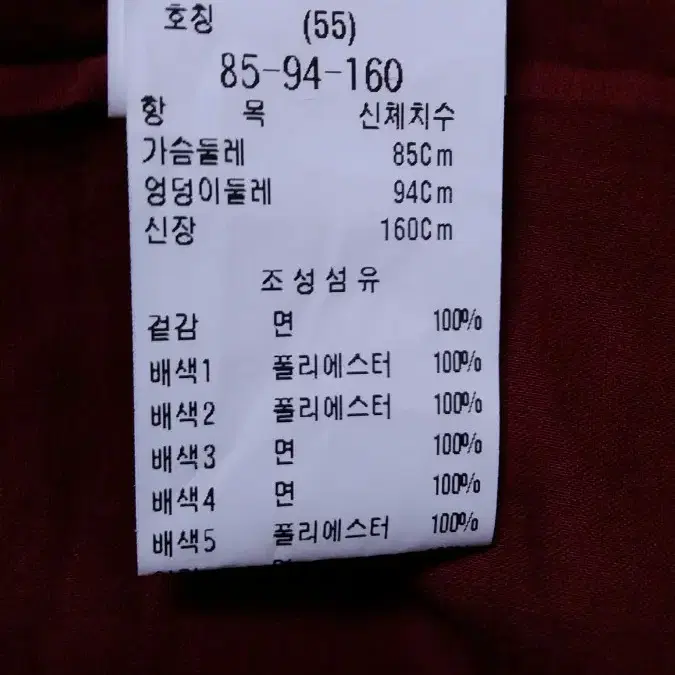 호칭 (55)
85-94-160
항 목 신체치수
가슴둘레 85Cm
엉덩이둘레 94Cm
신장 160Cm
조성섬유
겉감 면 100%
배색1 폴리에스터 100%
배색2 폴리에스터 100%
배색3 면 100%
배색4 면 100%
배색5 폴리에스터 100%